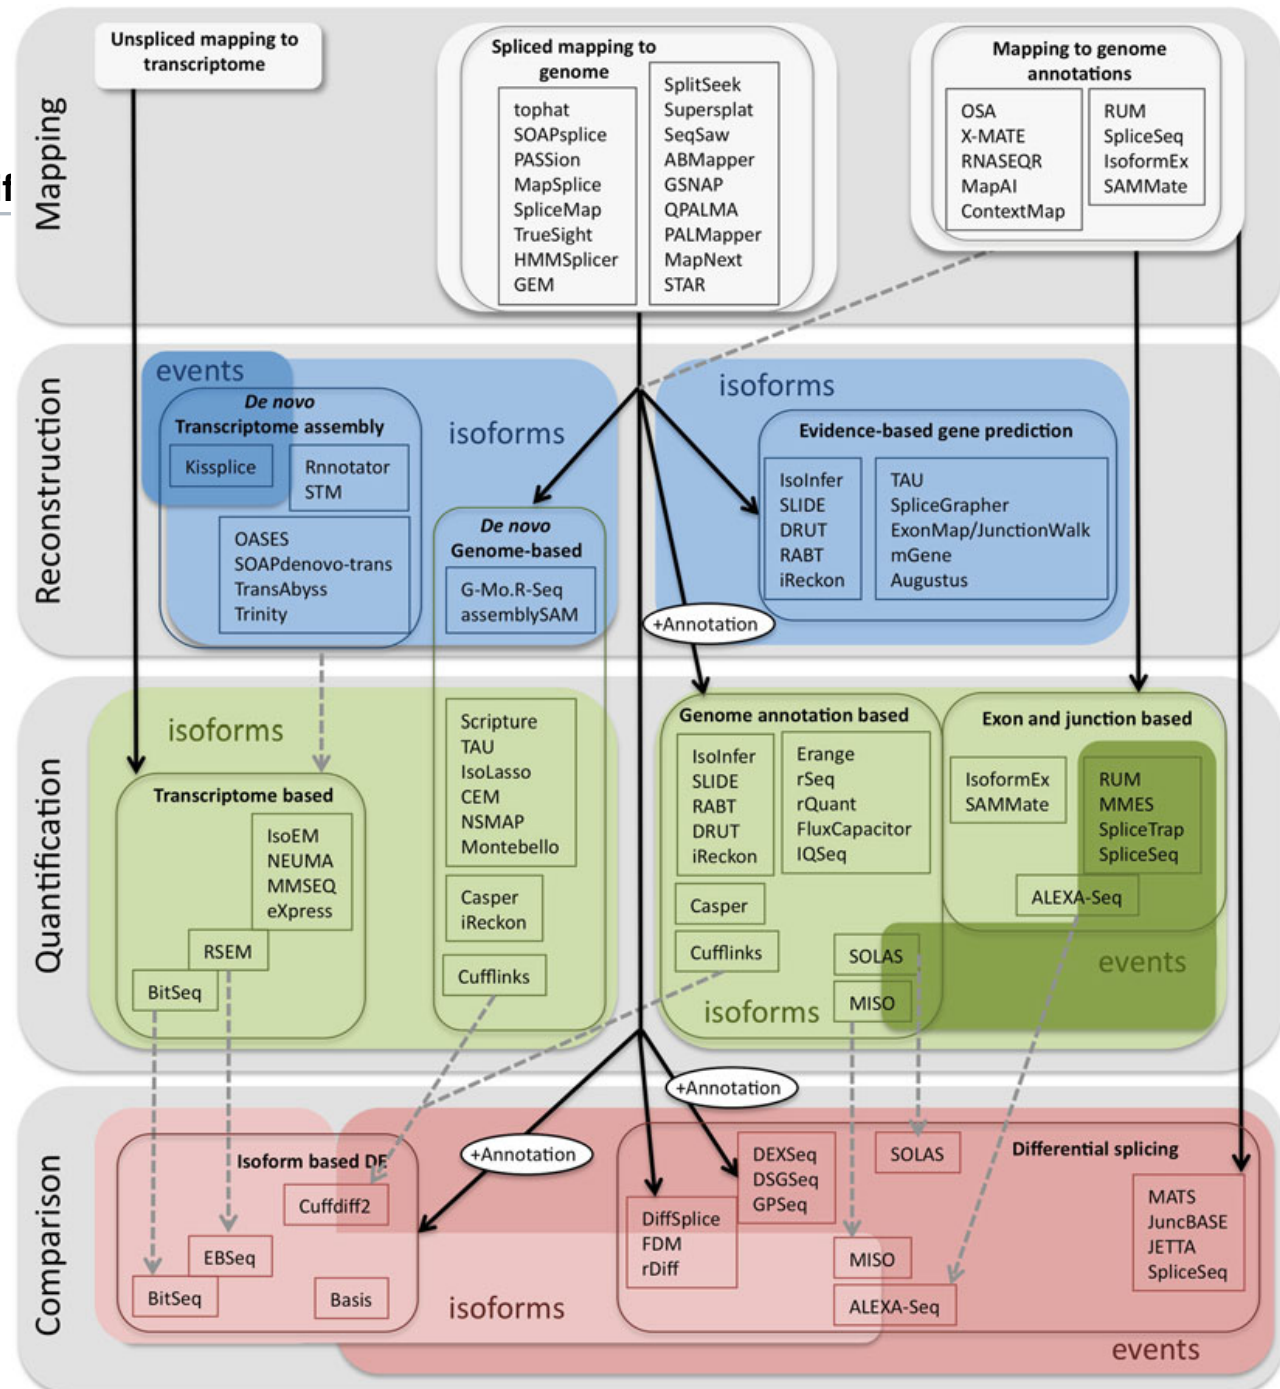 Unspliced mapping to
transcriptome
Spliced mapping to
genome
tophat
SOAPsplice
PASSion
MapSplice
SpliceMap
TrueSight
HMMSplicer
GEM
SplitSeek
Supersplat
SeqSaw
ABMapper
GSNAP
QPALMA
PALMapper
MapNext
STAR
Mapping to genome
annotations
OSA
X-MATE
RNASEQR
MapAI
ContextMap
RUM
SpliceSeq
IsoformEx
SAMMate
Mapping
if
Reconstruction
events
De novo
Transcriptome assembly
Kissplice
Rnnotator
STM
OASES
SOAPdenovo-trans
TransAbyss
Trinity
isoforms
De novo
Genome-based
G-Mo.R-Seq
assemblySAM
isoforms
Evidence-based gene prediction
IsoInfer
SLIDE
DRUT
RABT
iReckon
TAU
SpliceGrapher
ExonMap/JunctionWalk
mGene
Augustus
+Annotation
Quantification
isoforms
Transcriptome based
IsoEM
NEUMA
MMSEQ
eXpress
RSEM
BitSeq
Scripture
TAU
IsoLasso
CEM
NSMAP
Montebello
Casper
iReckon
Cufflinks
Genome annotation based
IsoInfer
SLIDE
RABT
DRUT
iReckon
Erange
rSeq
rQuant
FluxCapacitor
IQSeq
Casper
Cufflinks
SOLAS
MISO
isoforms
Exon and junction based
IsoformEx
SAMMate
RUM
MMES
SpliceTrap
SpliceSeq
ALEXA-Seq
events
+Annotation
+Annotation
Comparison
Isoform based DE
Cuffdiff2
EBSeq
BitSeq
Basis
isoforms
Differential splicing
DEXSeq
DSGSeq
GPSeq
SOLAS
DiffSplice
FDM
rDiff
MISO
ALEXA-Seq
MATS
JuncBASE
JETTA
SpliceSeq
events